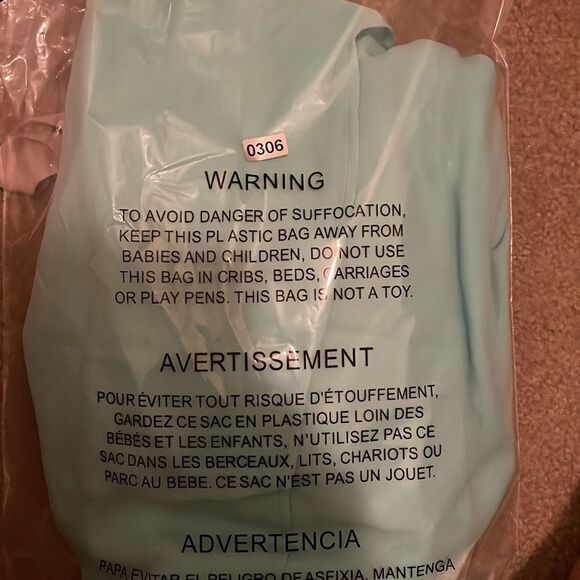 0306
WARNING
TO AVOID DANGER OF SUFFOCATION,
KEEP THIS PLASTIC BAG AWAY FROM
BABIES AND CHILDREN, DO NOT USE
THIS BAG IN CRIBS, BEDS, CARRIAGES
OR PLAY PENS. THIS BAG IS NOT A TOY.
AVERTISSEMENT
POUR ÉVITER TOUT RISQUE D'ÉTOUFFEMENT,
GARDEZ CE SAC EN PLASTIQUE LOIN DES
BÉBÉS ET LES ENFANTS, N'UTILISEZ PAS CE
SAC DANS LES BERCEAUX, LITS, CHARIOTS OU
PARC AU BEBE. CE SAC N'EST PAS UN JOUET.
ADVERTENCIA
PAPA EVITAR EL PELIGRO DE ASFIXIA, MANTENGA